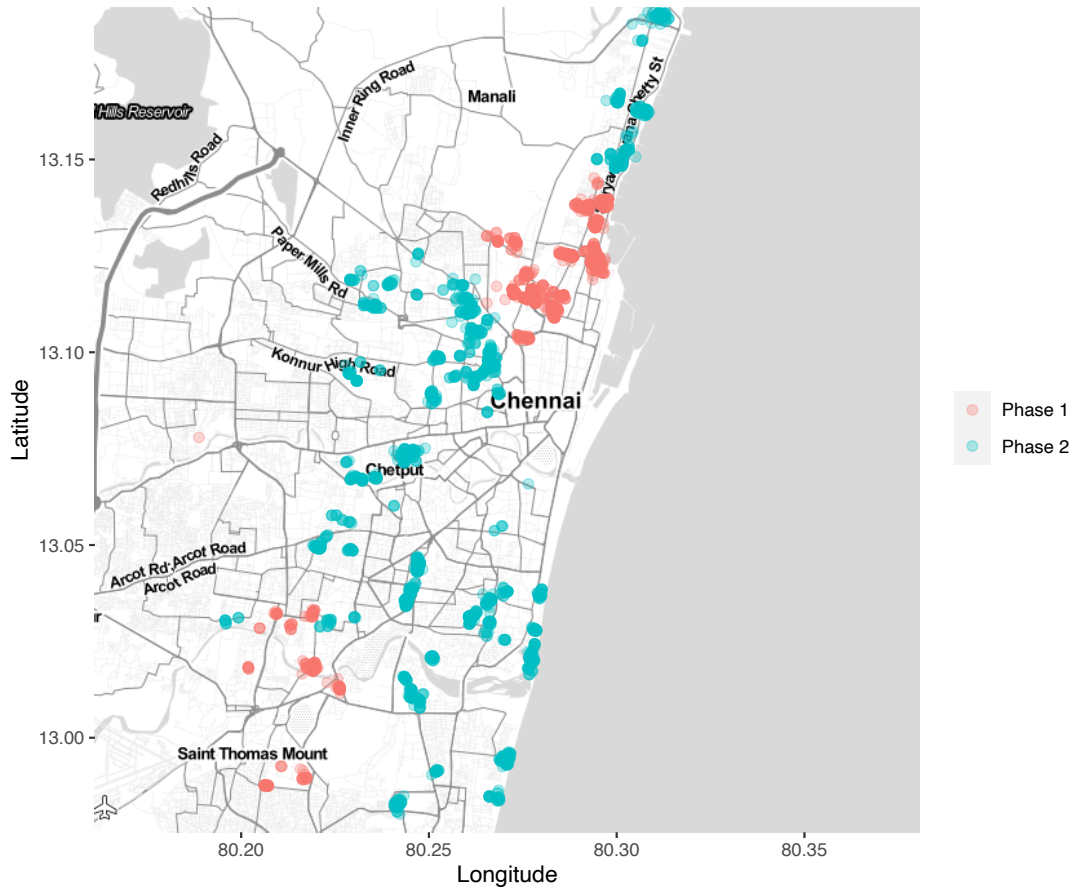 Manali
Inner Ring Road
Hills Reservoir
Redhills Road
Paper Mills Rd
Konnur High Road
Chennai
Chetput
Arcot Rd; Arcot Road
Arcot Road
Saint Thomas Mount
Chetty St
13.15
13.10
13.05
13.00
Latitude
80.20
80.25
80.30
80.35
Longitude
Phase 1
Phase 2